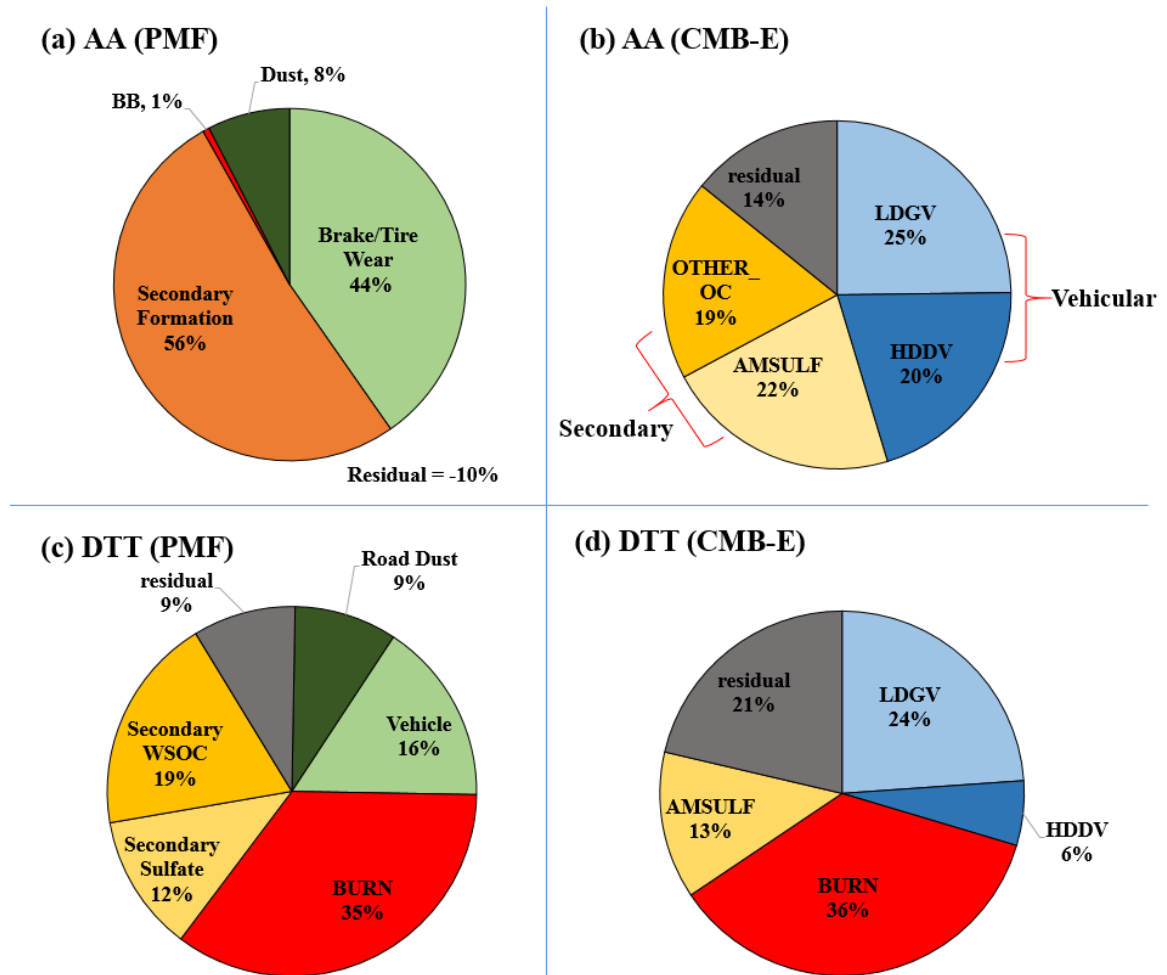 (a) AA (PMF)
Dust, 8%
BB, 1%
Brake/Tire
Wear
44%
Secondary
Formation
56%
Residual = -10%
(b) AA (CMB-E)
residual
14%
LDGV
25%
OTHER_
OC
19%
Vehicular
HDDV
20%
AMSULF
22%
Secondary
(c) DTT (PMF)
residual
9%
Road Dust
9%
Vehicle
16%
Secondary
WSOC
19%
Secondary
Sulfate
12%
BURN
35%
(d) DTT (CMB-E)
residual
21%
LDGV
24%
AMSULF
13%
HDDV
6%
BURN
36%